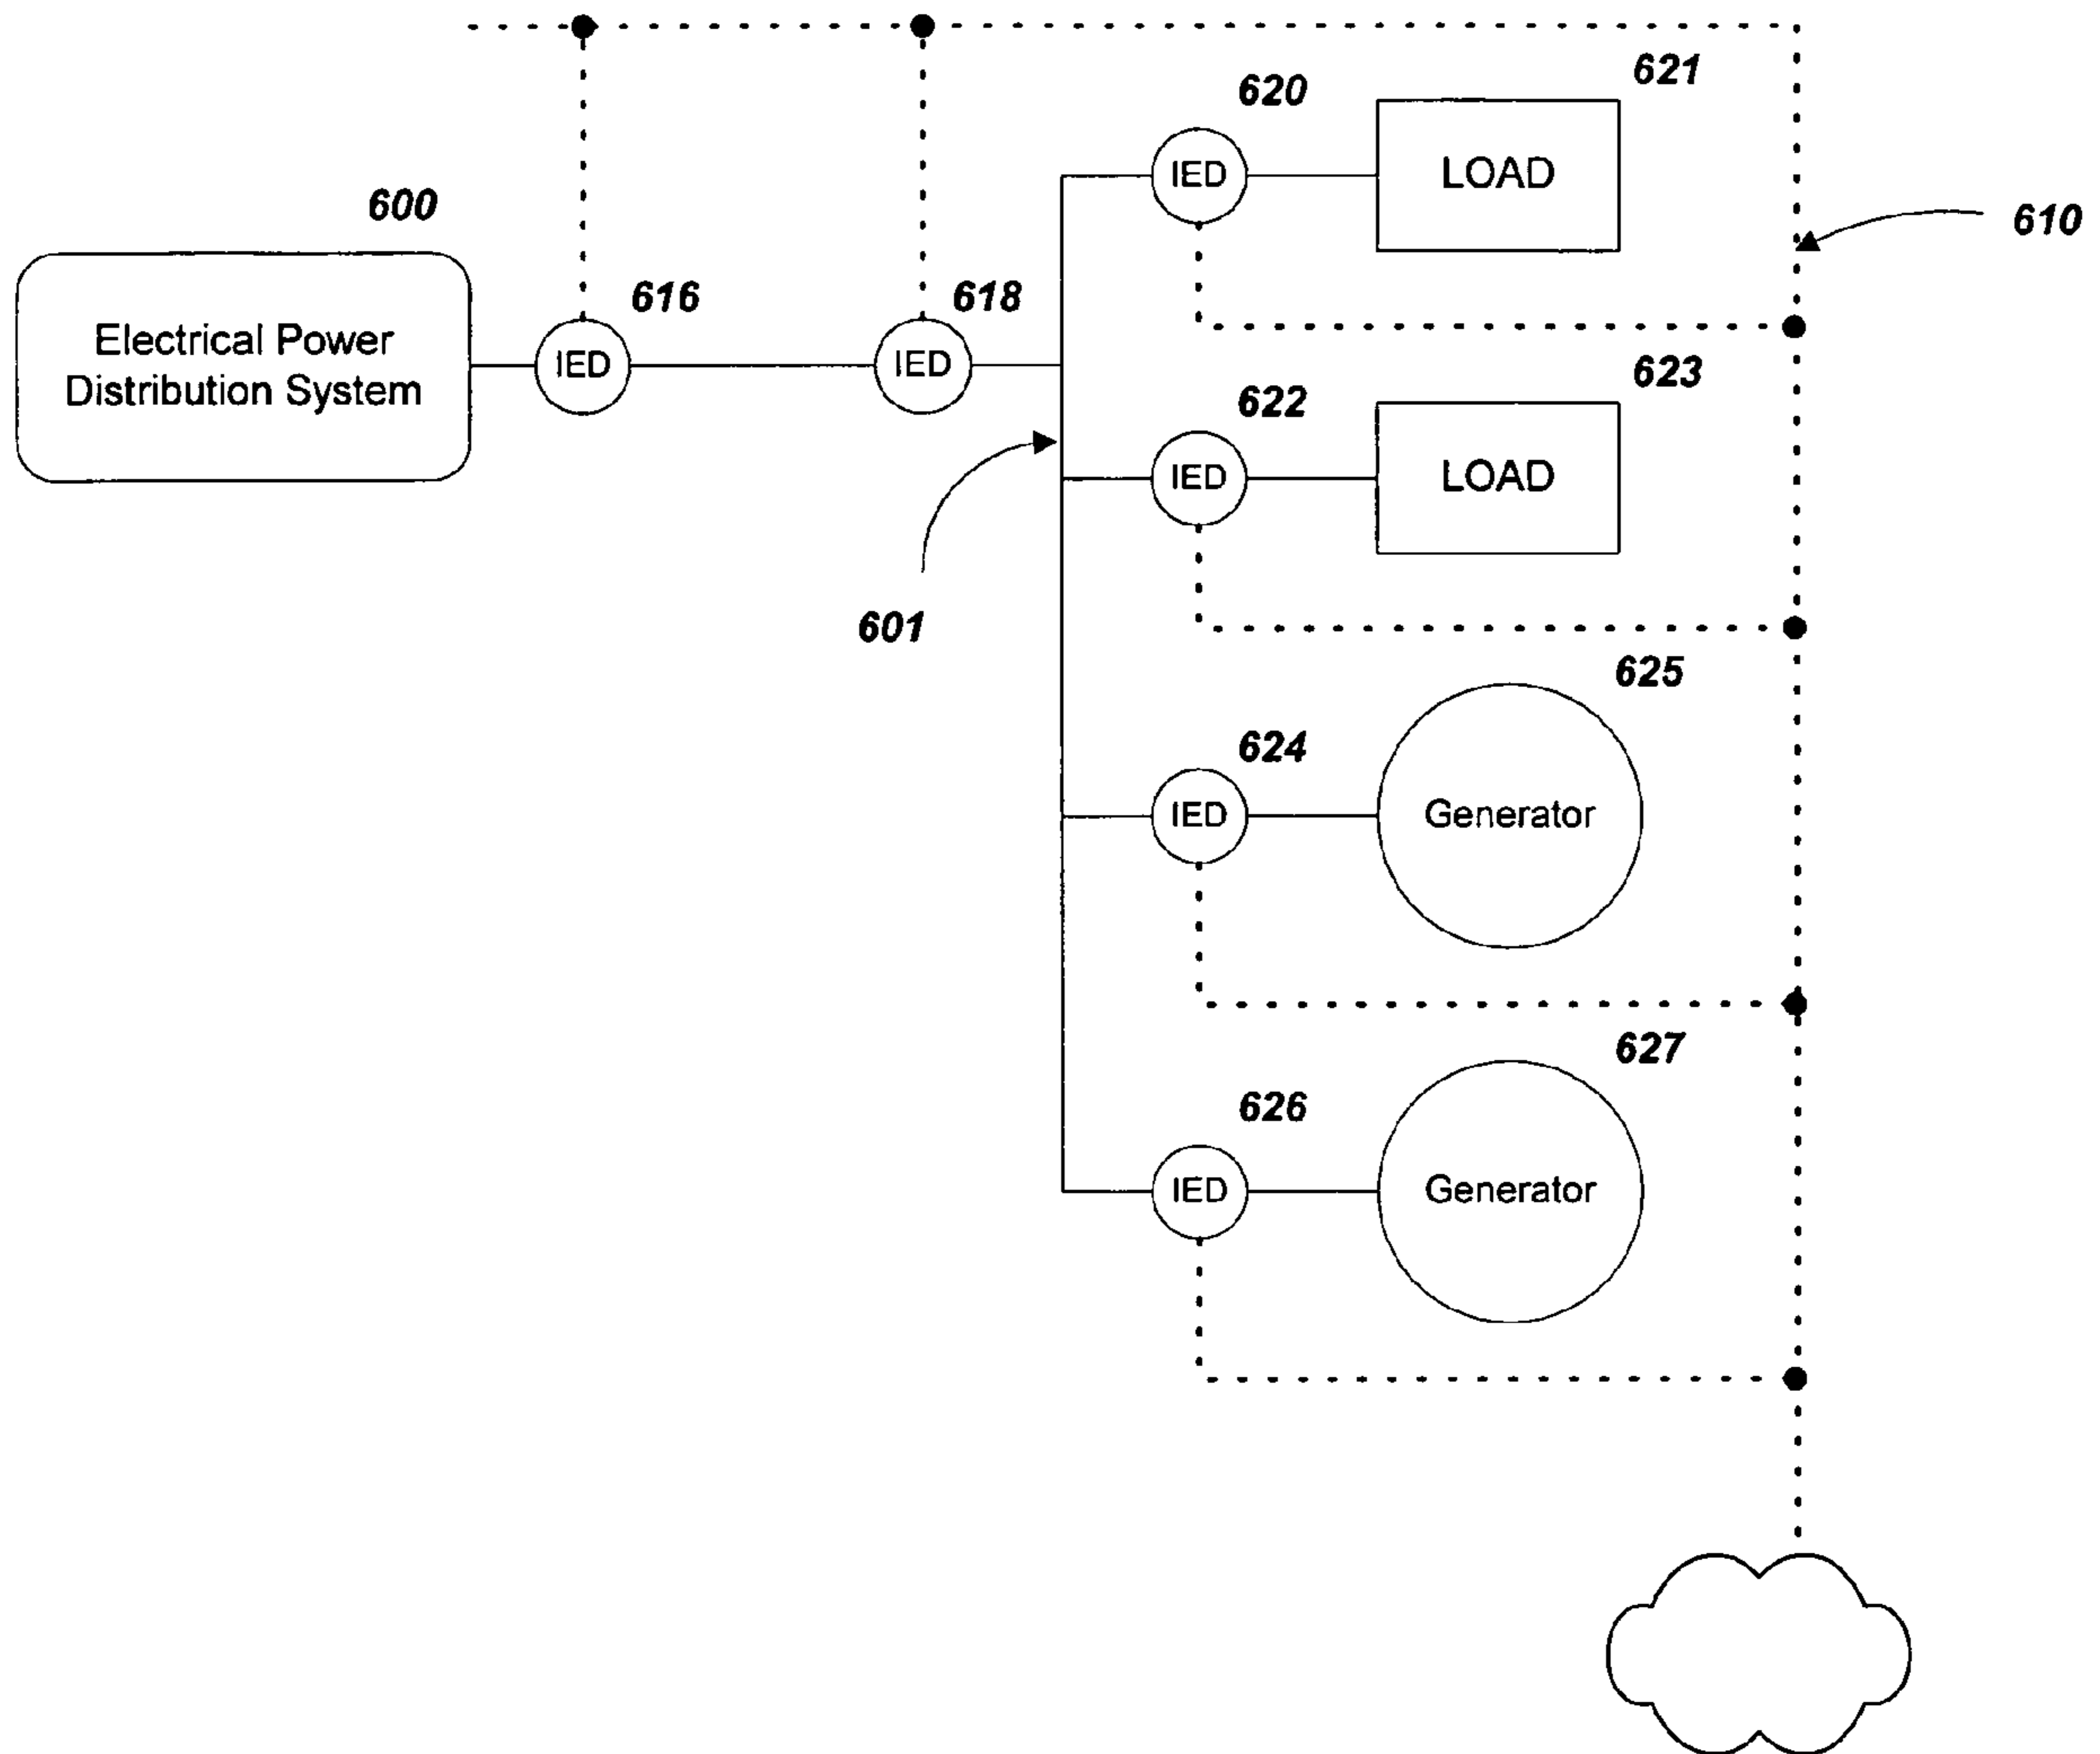 621
620
IED
LOAD
600
610
616
618
Electrical Power
Distribution System
IED
IED
623
622
IED
LOAD
601
625
624
IED
Generator
627
626
IED
Generator